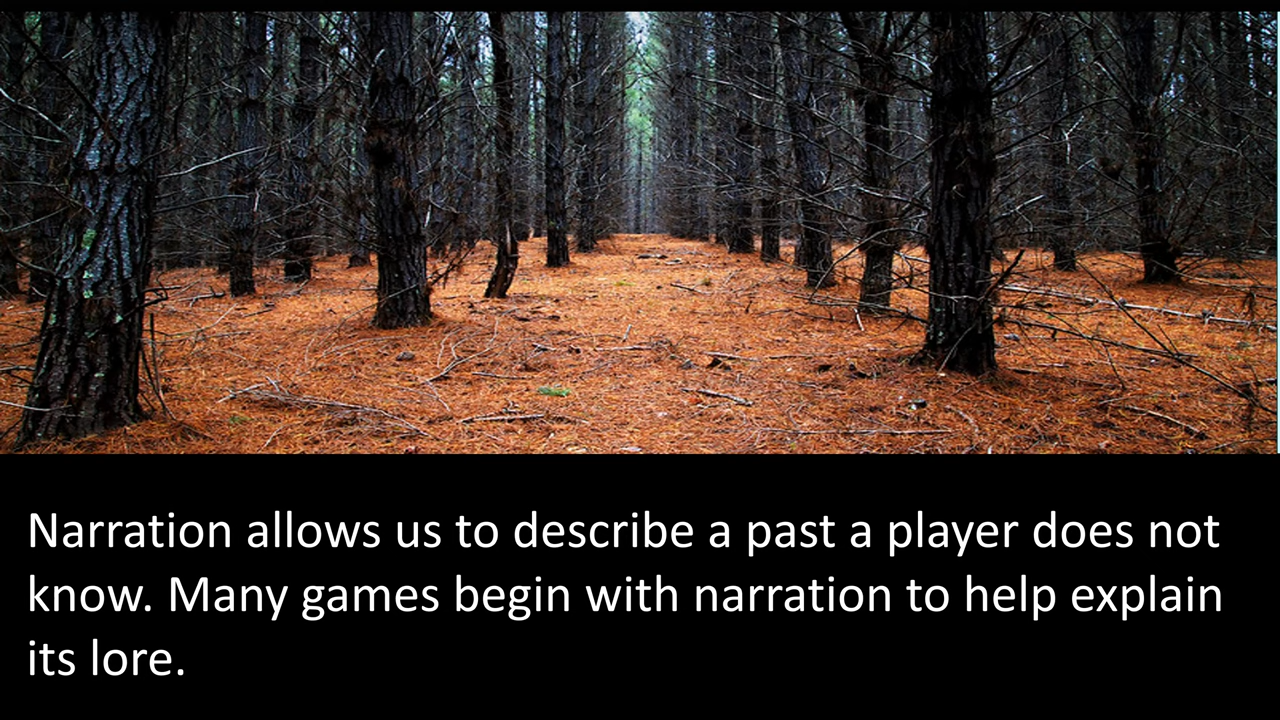 Narration allows us to describe a past a player does not
know. Many games begin with narration to help explain
its lore.